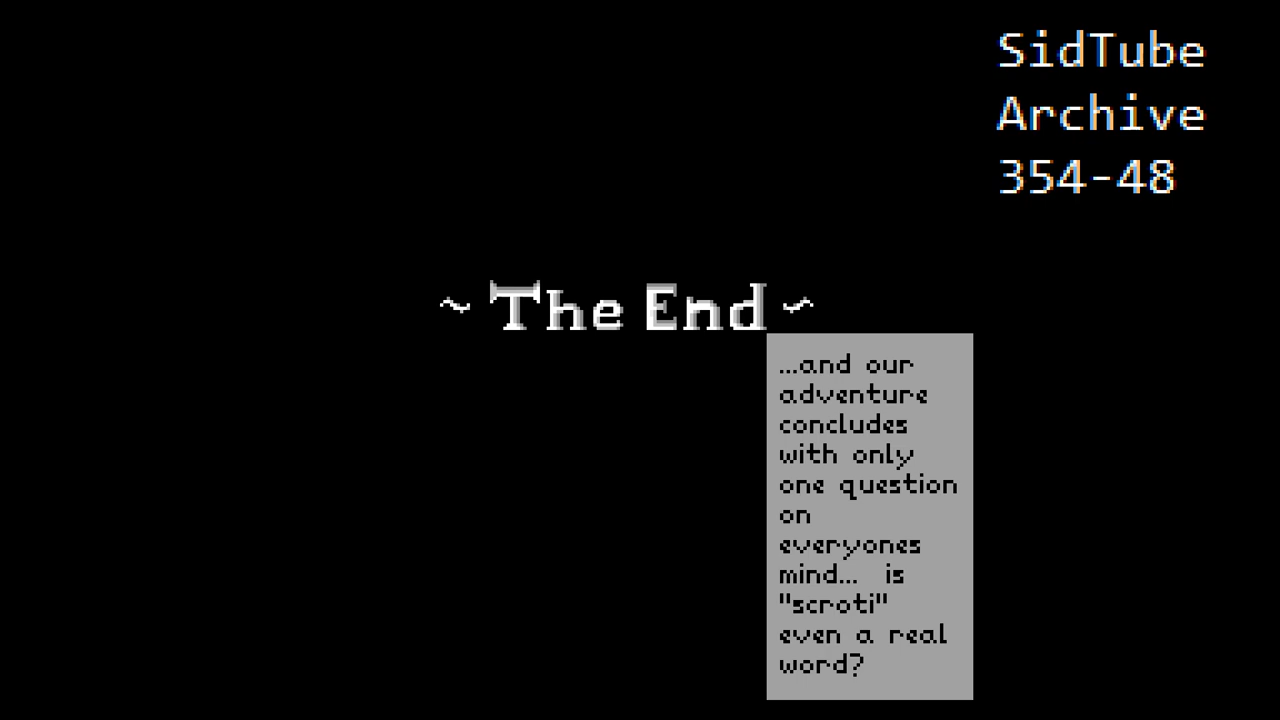 SidTube
Archive
354-48
~ The End ~
...and our
adventure
concludes
with only
one question
on
everyones
mind... is
"scroti"
even a real
word?